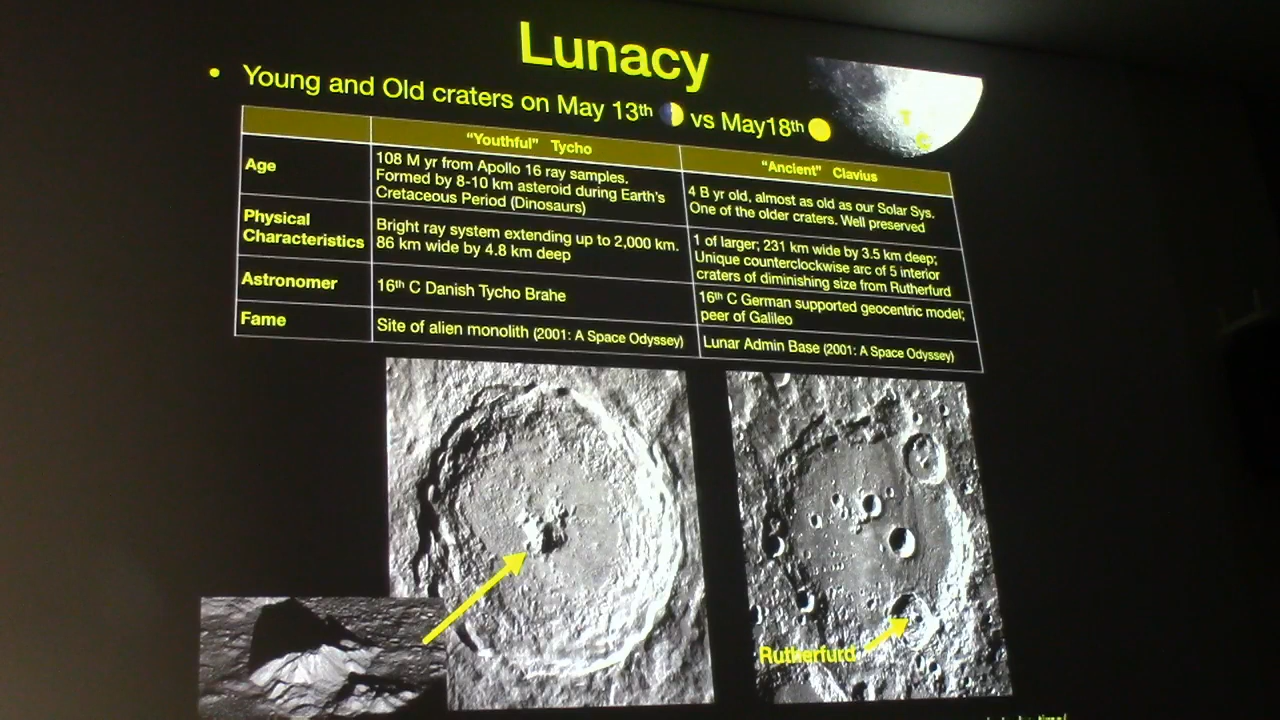 Lunacy
• Young and Old craters on May 13th vs May18th
"Youthful" Tycho
"Ancient" Clavius
Age
108 M yr from Apollo 16 ray samples.
Formed by 8-10 km asteroid during Earth's
Cretaceous Period (Dinosaurs)
4 B yr old, almost as old as our Solar Sys.
One of the older craters. Well preserved
Physical
Characteristics
Bright ray system extending up to 2,000 km.
86 km wide by 4.8 km deep
1 of larger; 231 km wide by 3.5 km deep;
Unique counterclockwise arc of 5 interior
craters of diminishing size from Rutherfurd
Astronomer
16th C Danish Tycho Brahe
16th C German supported geocentric model;
peer of Galileo
Fame
Site of alien monolith (2001: A Space Odyssey)
Lunar Admin Base (2001: A Space Odyssey)
T
C
Rutherfurd